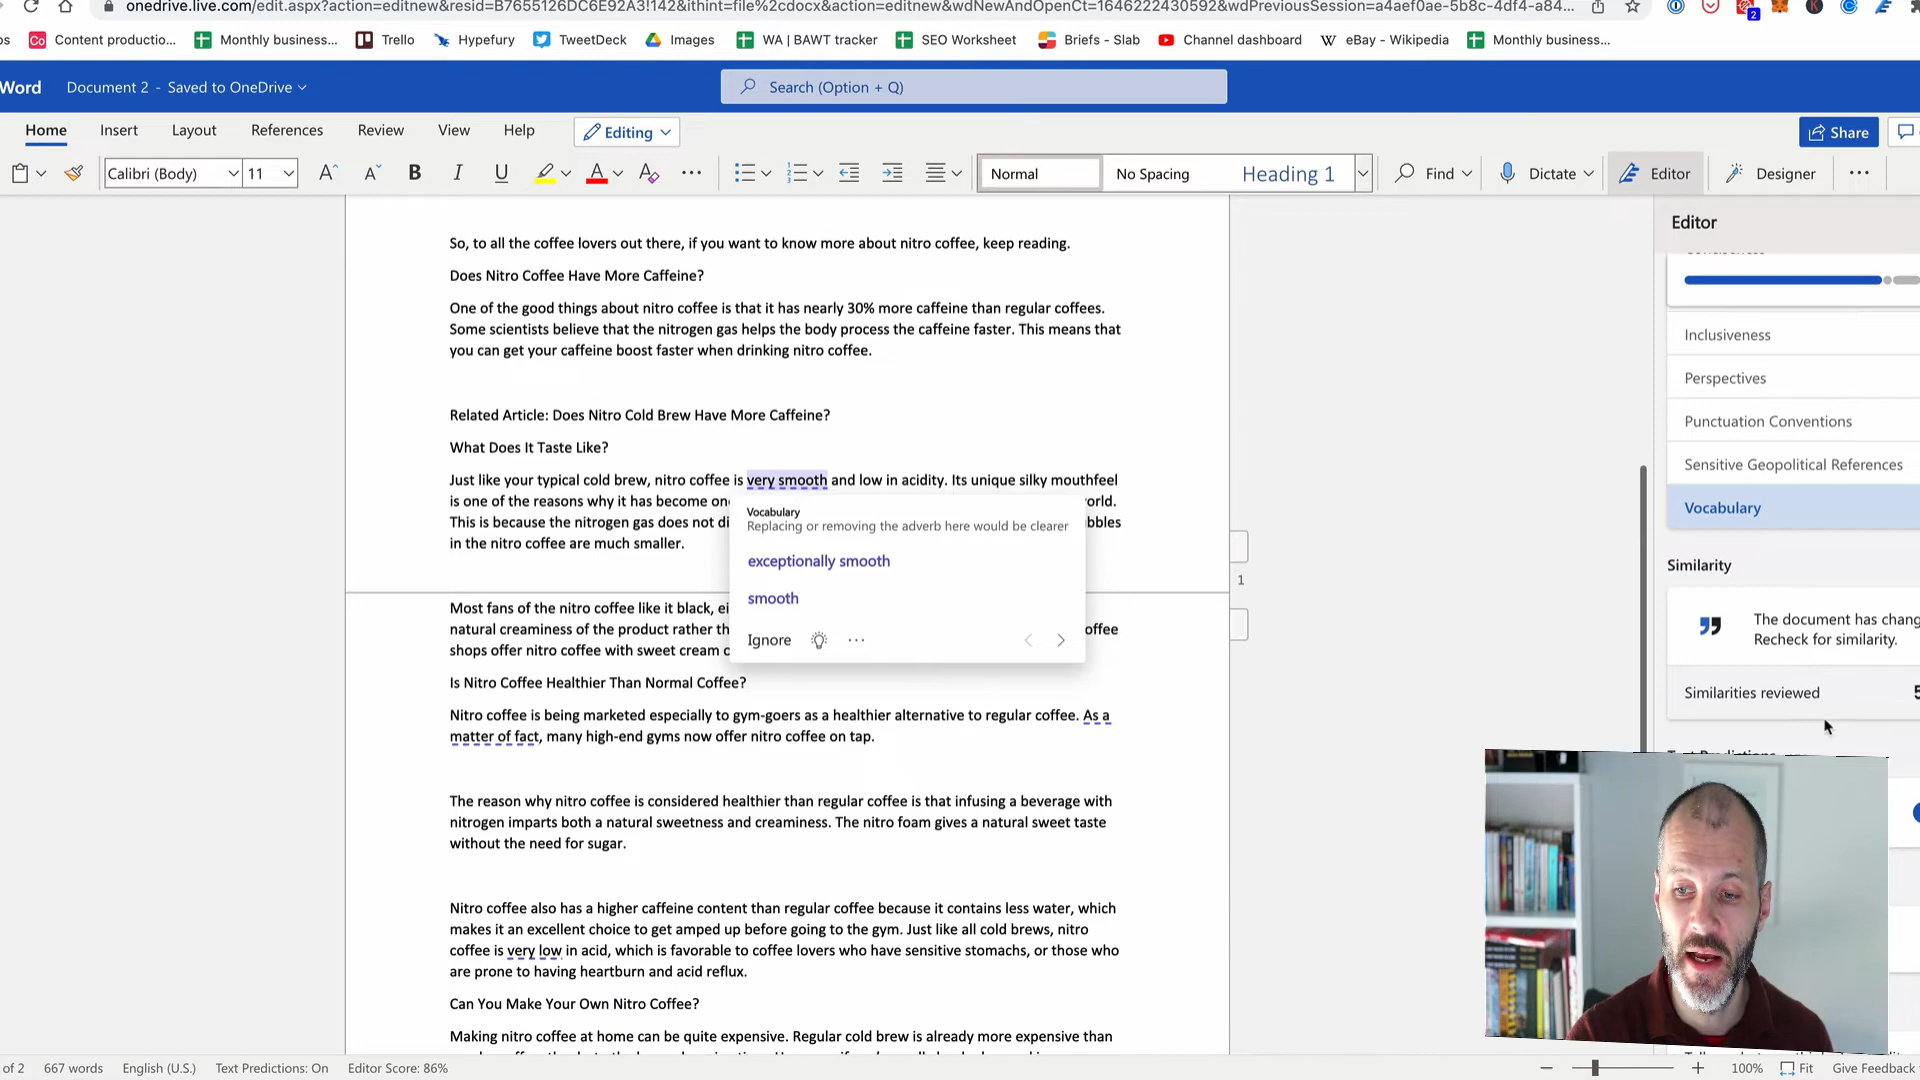 onedrive.live.com/edit.aspx?action=editnew&resid=B7655126DC6E92A3!142&ithint=file%2cdocx&action=editnew&wdNewAndOpenCt=1646222430592&wdPreviousSession=a4aef0ae-5b8c-4df4-a84...
2
Content productio... Monthly business... Trello Hypefury TweetDeck Images WA | BAWT tracker SEO Worksheet Briefs - Slab Channel dashboard eBay - Wikipedia Monthly business...
Word Document 2 - Saved to OneDrive Search (Option + Q)
Home Insert Layout References Review View Help Editing Share
Calibri (Body) 11 A A B I U A Normal No Spacing Heading 1 Find Dictate Editor Designer
Editor
So, to all the coffee lovers out there, if you want to know more about nitro coffee, keep reading.
Does Nitro Coffee Have More Caffeine?
One of the good things about nitro coffee is that it has nearly 30% more caffeine than regular coffees.
Some scientists believe that the nitrogen gas helps the body process the caffeine faster. This means that
you can get your caffeine boost faster when drinking nitro coffee.
Related Article: Does Nitro Cold Brew Have More Caffeine?
What Does It Taste Like?
Just like your typical cold brew, nitro coffee is very smooth and low in acidity. Its unique silky mouthfeel
is one of the reasons why it has become on
This is because the nitrogen gas does not di
in the nitro coffee are much smaller.
Vocabulary
Replacing or removing the adverb here would be clearer
exceptionally smooth
smooth
Ignore
1
Most fans of the nitro coffee like it black, ei
natural creaminess of the product rather th
shops offer nitro coffee with sweet cream
Is Nitro Coffee Healthier Than Normal Coffee?
Nitro coffee is being marketed especially to gym-goers as a healthier alternative to regular coffee. As a
matter of fact, many high-end gyms now offer nitro coffee on tap.
The reason why nitro coffee is considered healthier than regular coffee is that infusing a beverage with
nitrogen imparts both a natural sweetness and creaminess. The nitro foam gives a natural sweet taste
without the need for sugar.
Nitro coffee also has a higher caffeine content than regular coffee because it contains less water, which
makes it an excellent choice to get amped up before going to the gym. Just like all cold brews, nitro
coffee is very low in acid, which is favorable to coffee lovers who have sensitive stomachs, or those who
are prone to having heartburn and acid reflux.
Can You Make Your Own Nitro Coffee?
Making nitro coffee at home can be quite expensive. Regular cold brew is already more expensive than
Inclusiveness
Perspectives
Punctuation Conventions
Sensitive Geopolitical References
Vocabulary
Similarity
The document has chang
Recheck for similarity.
Similarities reviewed 5
of 2 667 words English (U.S.) Text Predictions: On Editor Score: 86% 100% Fit Give Feedback